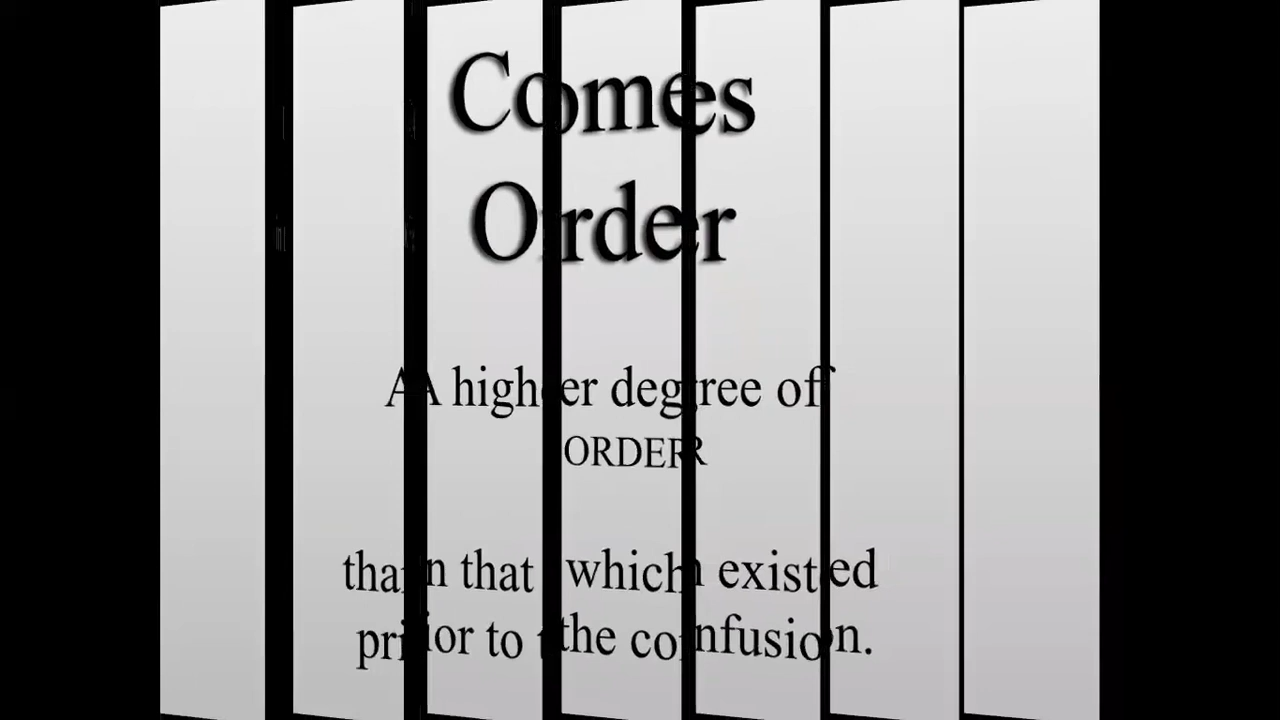 Comes
Order
A higher degree of
ORDER
than that which existed
prior to the confusion.